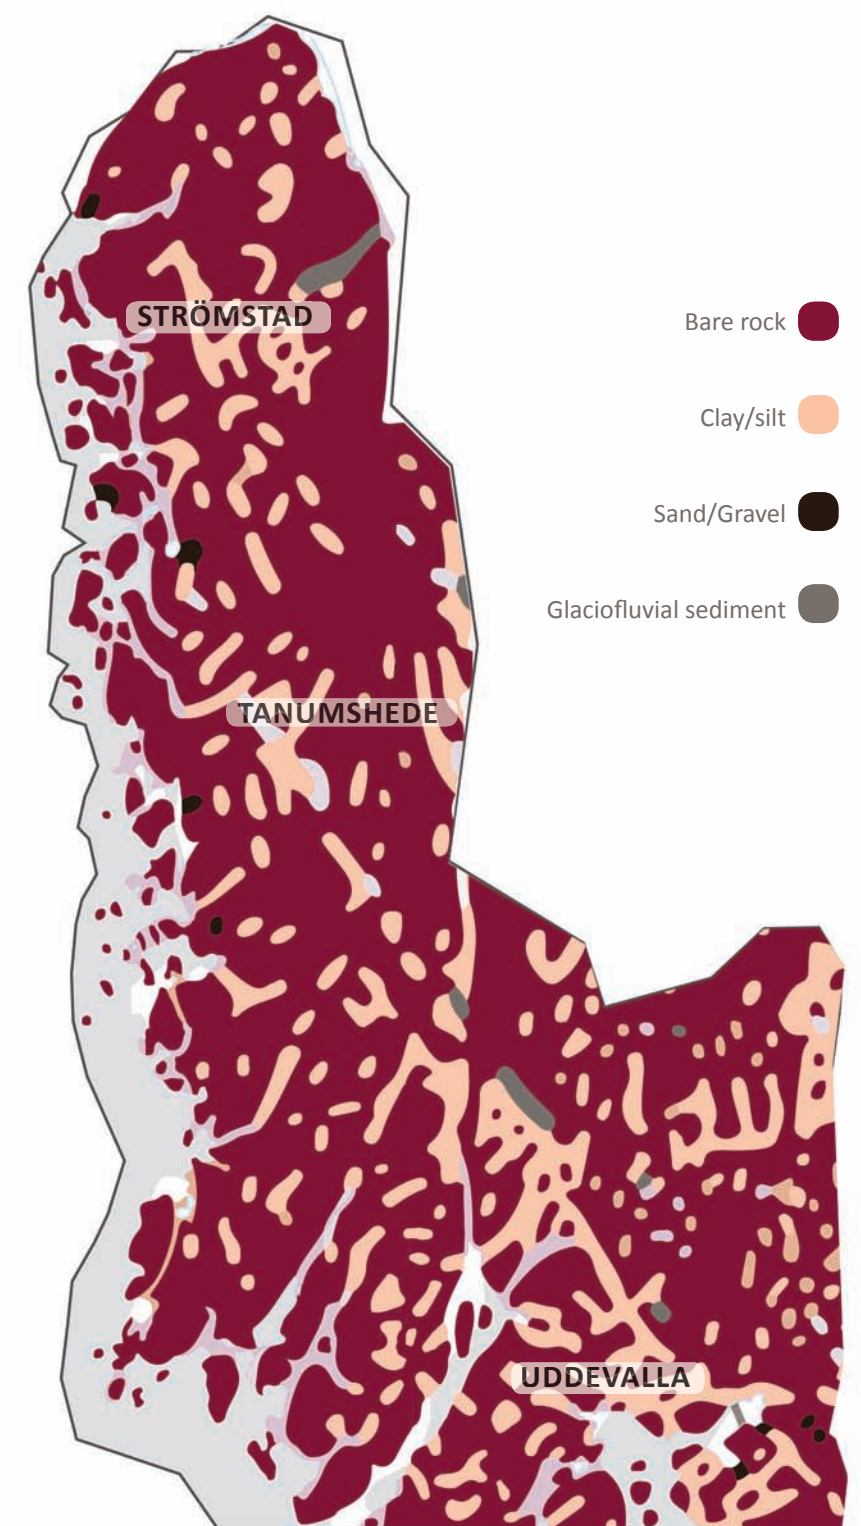 STRÖMSTAD
Bare rock
Clay/silt
Sand/Gravel
Glaciofluvial sediment
TANUMSHEDE
UDDEVALLA